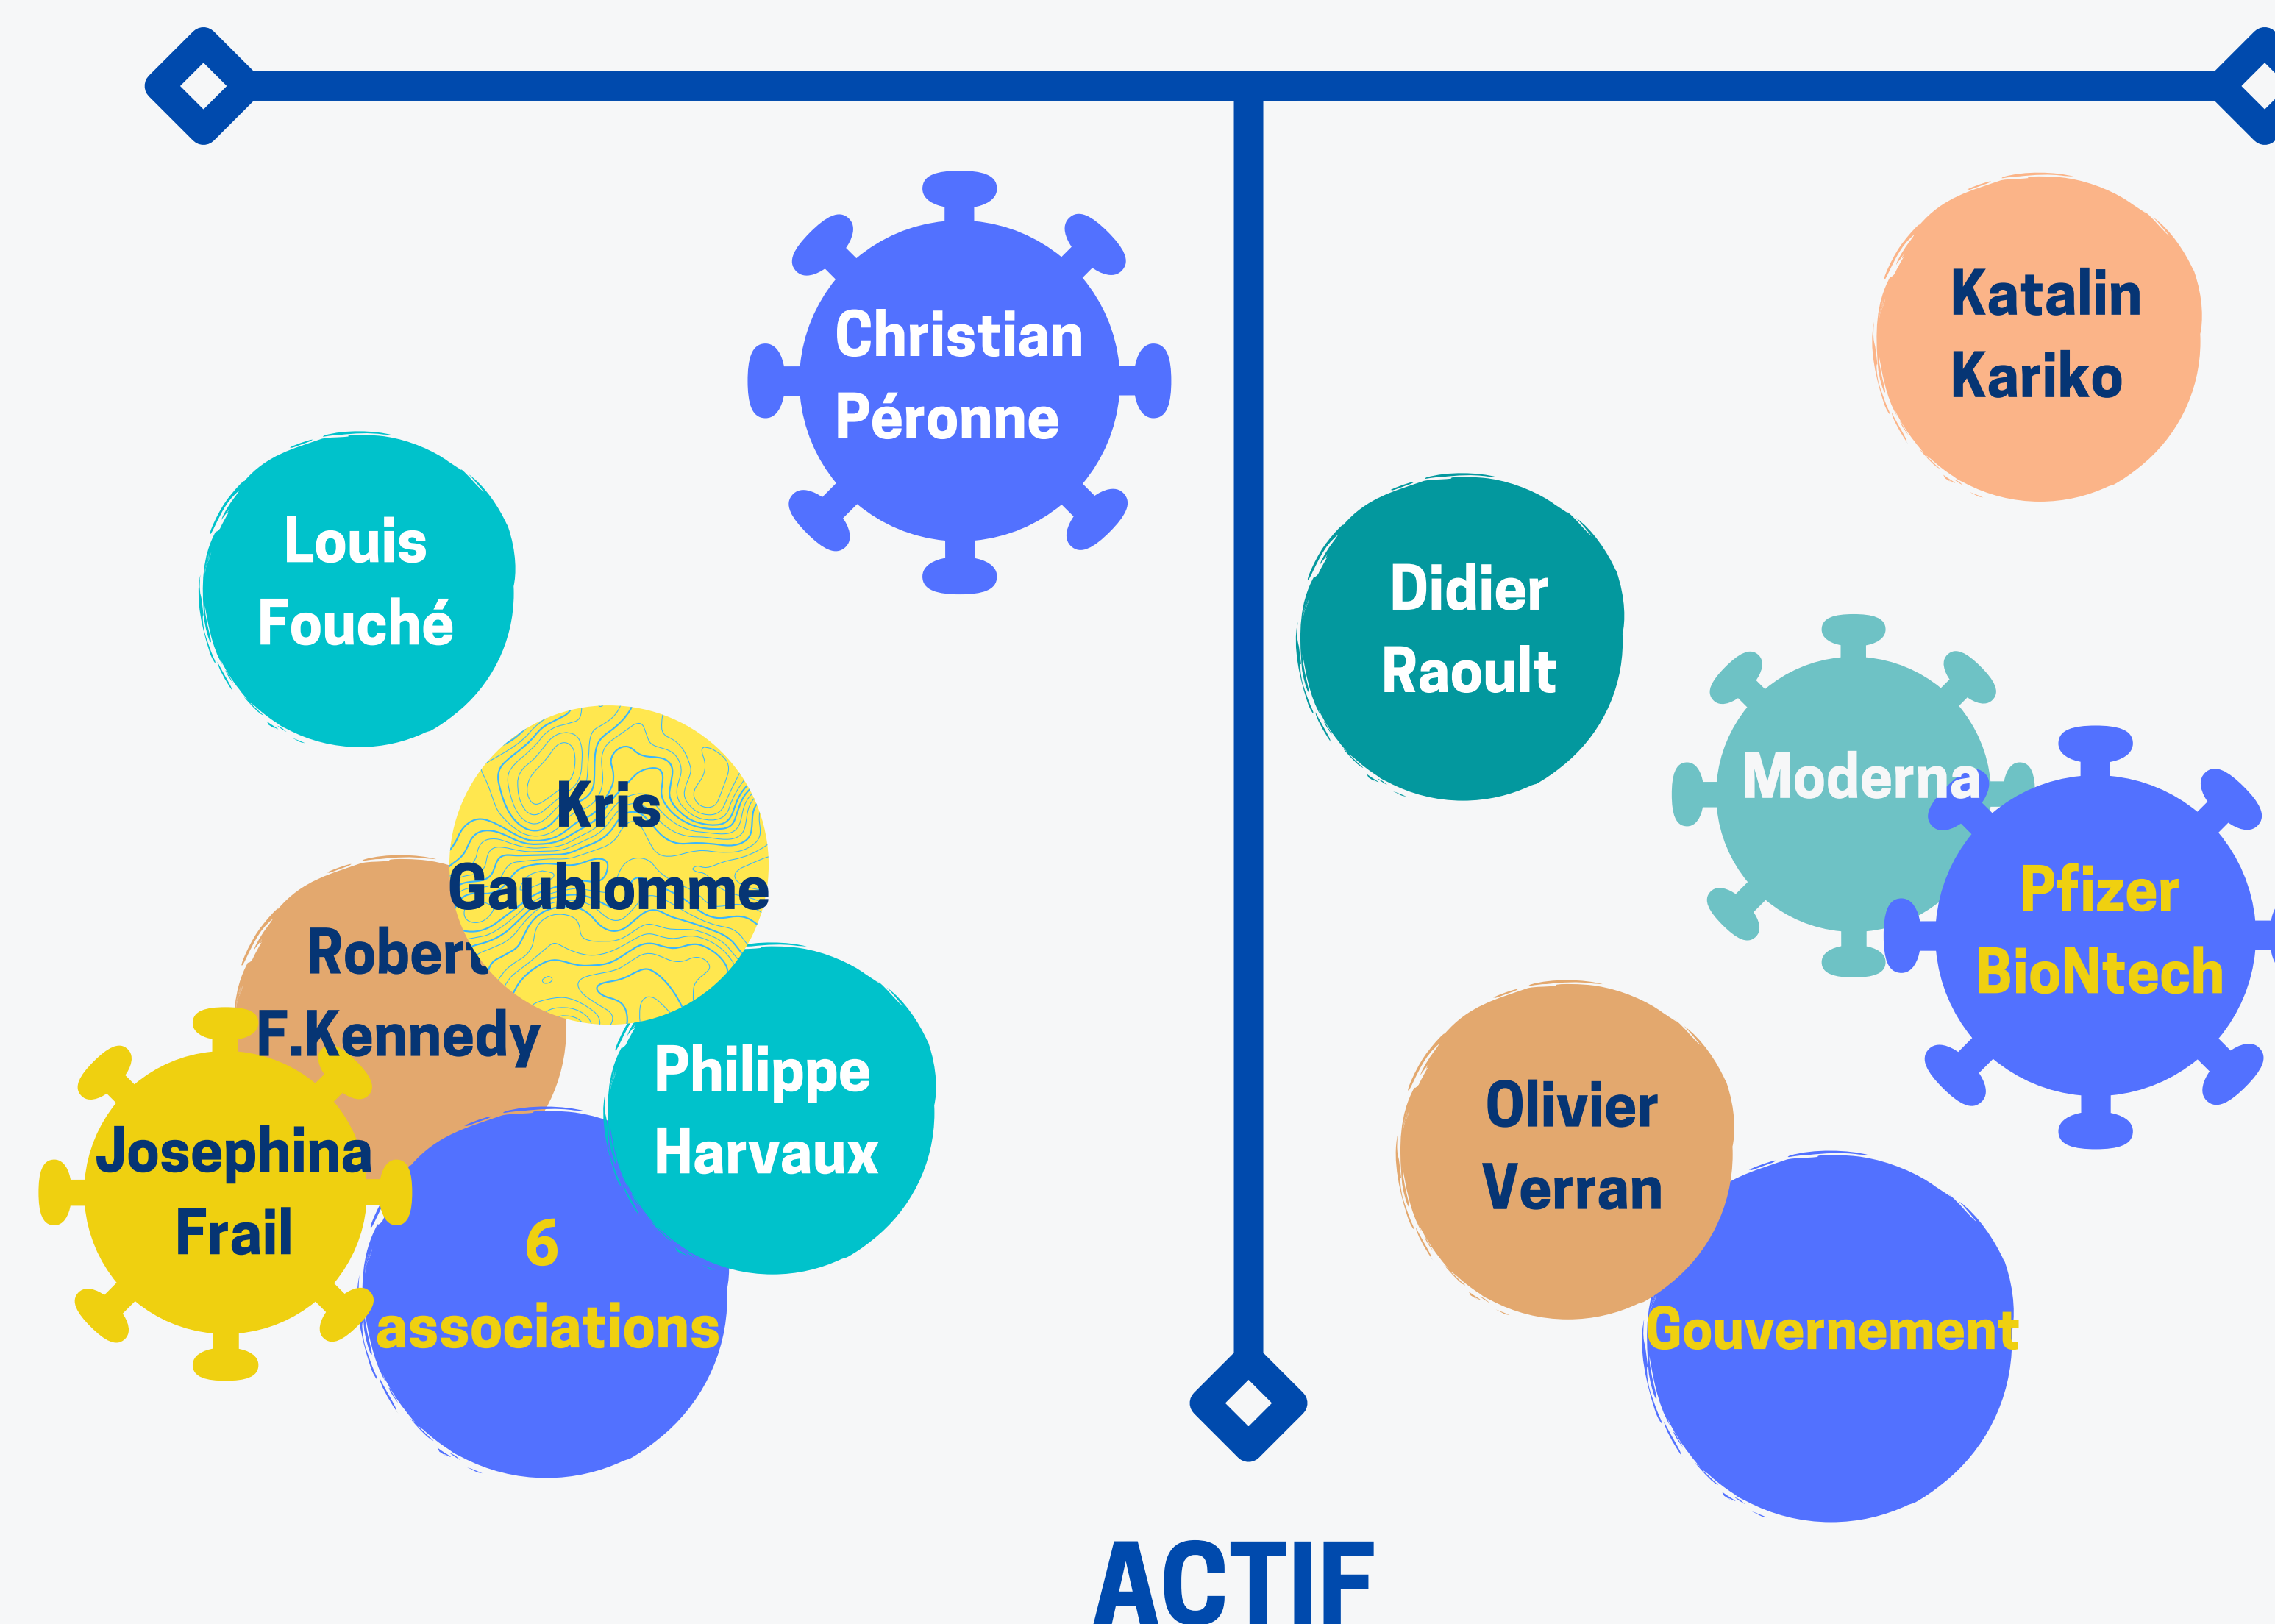 Christian
Péronne
Katalin
Kariko
Louis
Fouché
Didier
Raoult
Moderna
Kris
Gaublomme
Pfizer
BioNtech
Robert
F.Kennedy
Philippe
Harvaux
Josephina
Frail
Olivier
Verran
6
associations
Gouvernement
ACTIF